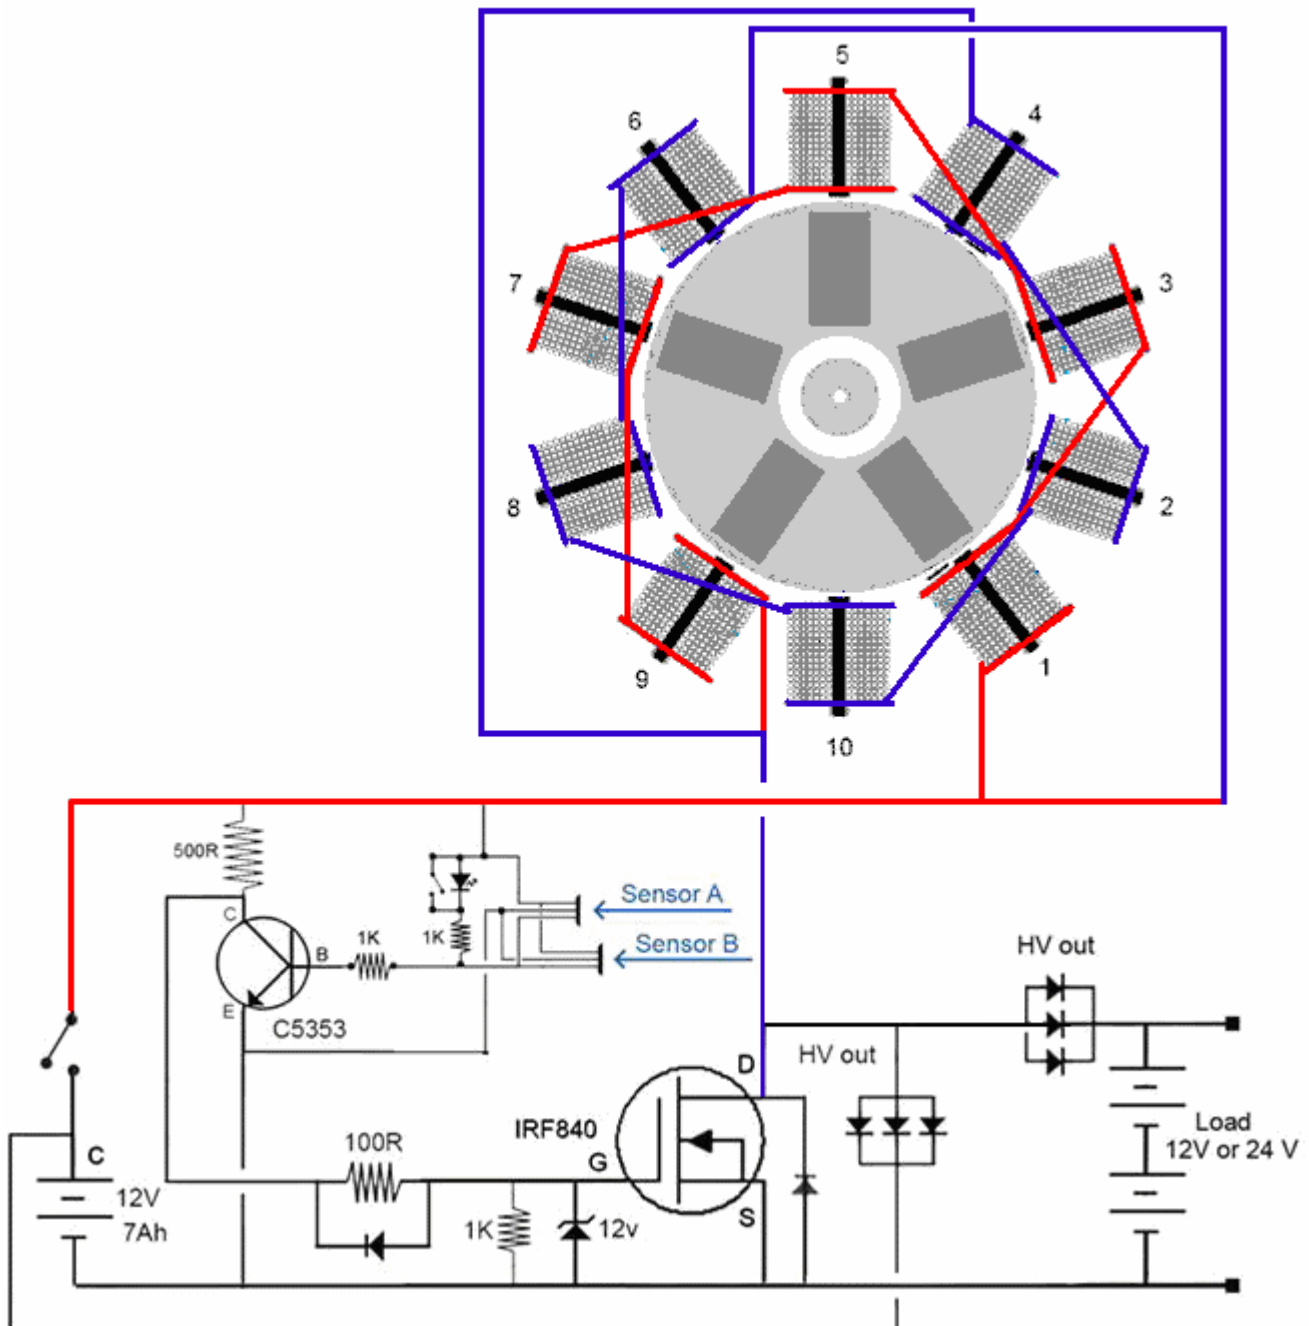 5
6
4
7
3
8
2
9
1
10
500R
Sensor A
C
1K
1K
B
Sensor B
HV out
E
C5353
HV out
D
IRF840
100R
Load
12V or 24 V
C
G
12V
7Ah
S
1K
12v